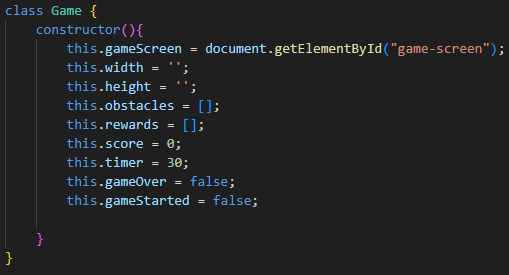 class Game {
constructor(){
this.gameScreen = document.getElementById("game-screen");
this.width = '';
this.height = '';
this.obstacles = [];
this.rewards = [];
this.score = 0;
this.timer = 30;
this.gameOver = false;
this.gameStarted = false;
}
}